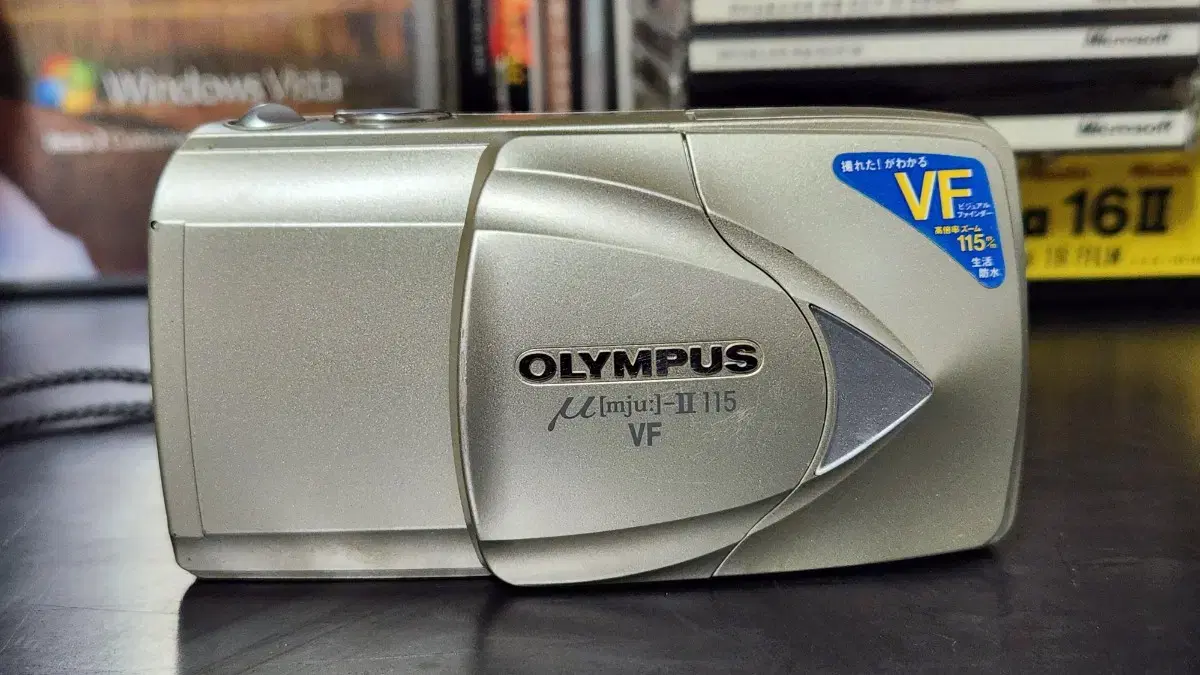 Windows Vista
Microsoft
Microsoft
16 II
撮れた!がわかる
VF
ビジュアル
ファインダー
高倍率ズーム
115m/m
生活
防水
OLYMPUS
μ[mju:]-II 115
VF